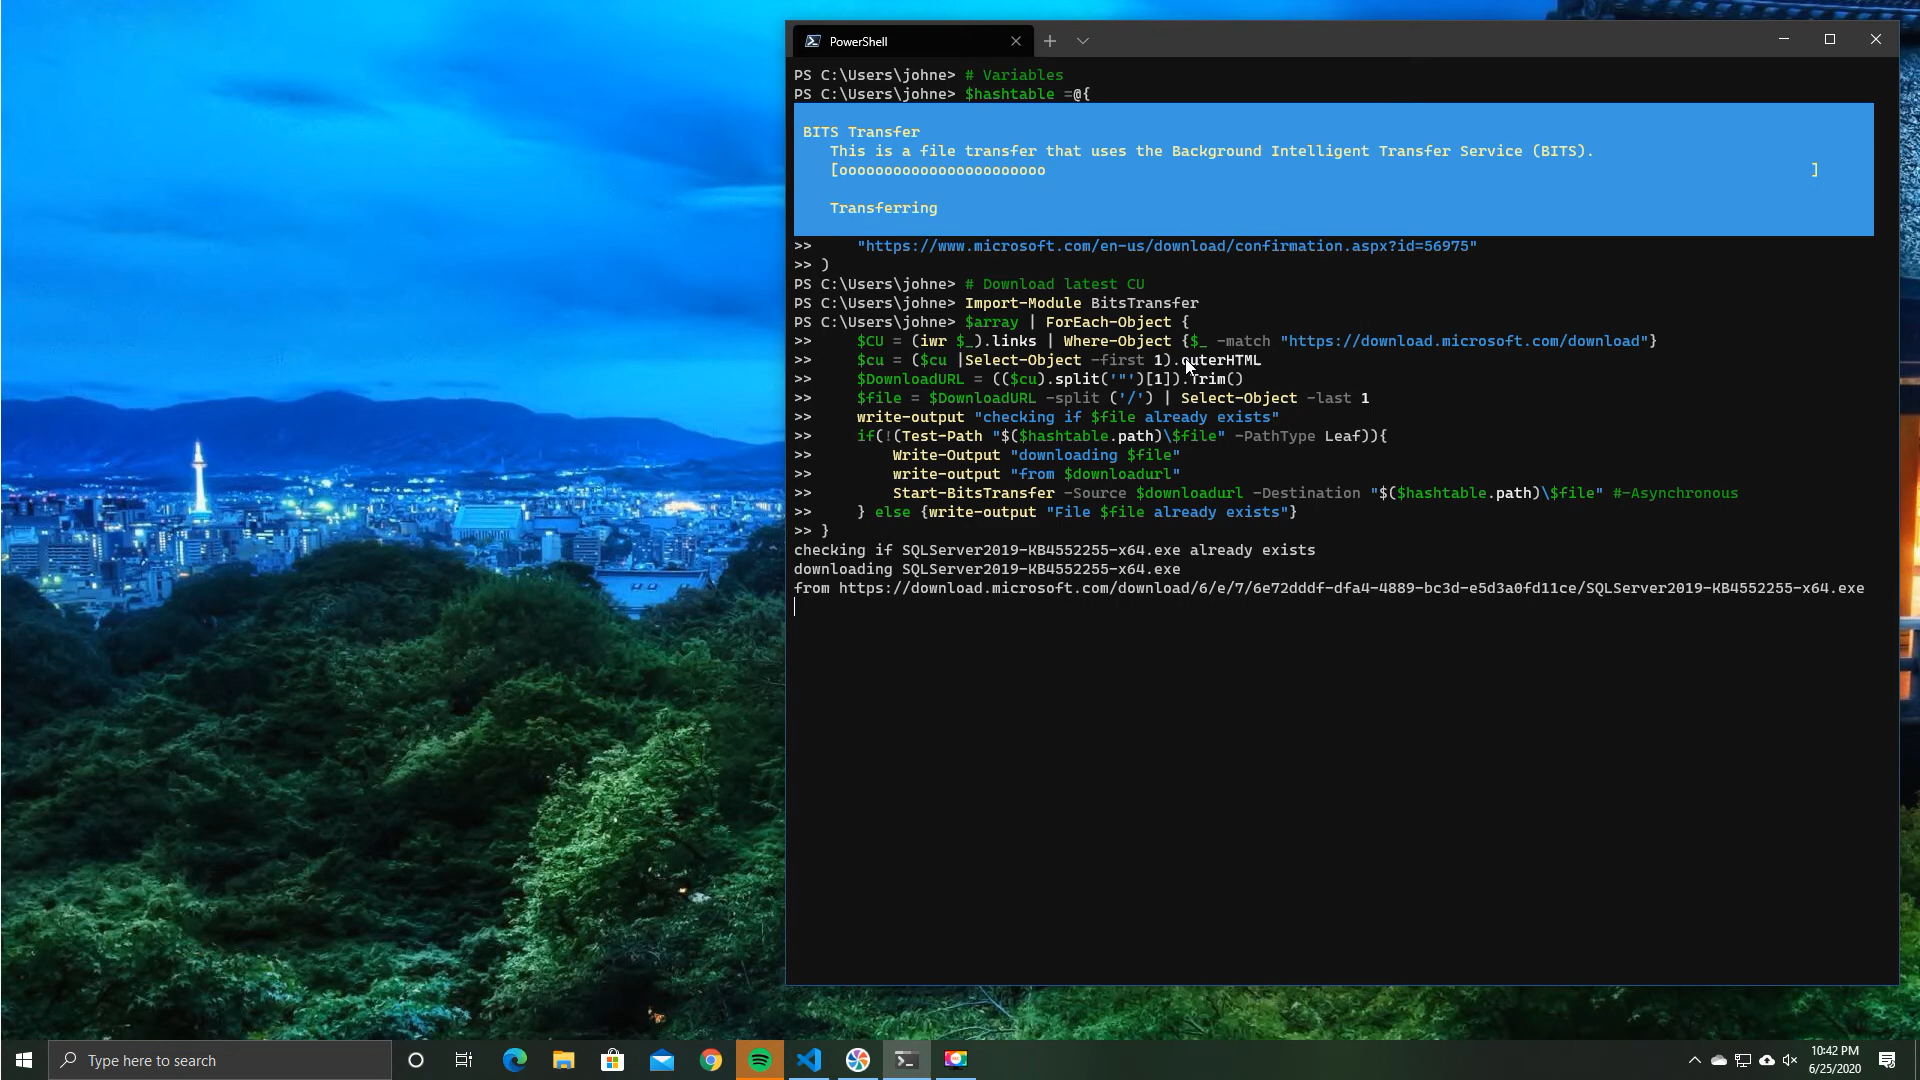 PowerShell
PS C:\Users\johne> # Variables
PS C:\Users\johne> $hashtable =@{
BITS Transfer
This is a file transfer that uses the Background Intelligent Transfer Service (BITS).
[ooooooooooooooooooooooo ]
Transferring
>> "https://www.microsoft.com/en-us/download/confirmation.aspx?id=56975"
>> )
PS C:\Users\johne> # Download latest CU
PS C:\Users\johne> Import-Module BitsTransfer
PS C:\Users\johne> $array | ForEach-Object {
>> $CU = (iwr $_).links | Where-Object {$_ -match "https://download.microsoft.com/download"}
>> $cu = ($cu |Select-Object -first 1).outerHTML
>> $DownloadURL = (($cu).split('"')[1]).Trim()
>> $file = $DownloadURL -split ('/') | Select-Object -last 1
>> write-output "checking if $file already exists"
>> if(!(Test-Path "$($hashtable.path)\$file" -PathType Leaf)){
>> Write-Output "downloading $file"
>> write-output "from $downloadurl"
>> Start-BitsTransfer -Source $downloadurl -Destination "$($hashtable.path)\$file" #-Asynchronous
>> } else {write-output "File $file already exists"}
>> }
checking if SQLServer2019-KB4552255-x64.exe already exists
downloading SQLServer2019-KB4552255-x64.exe
from https://download.microsoft.com/download/6/e/7/6e72dddf-dfa4-4889-bc3d-e5d3a0fd11ce/SQLServer2019-KB4552255-x64.exe
Type here to search
10:42 PM
6/25/2020